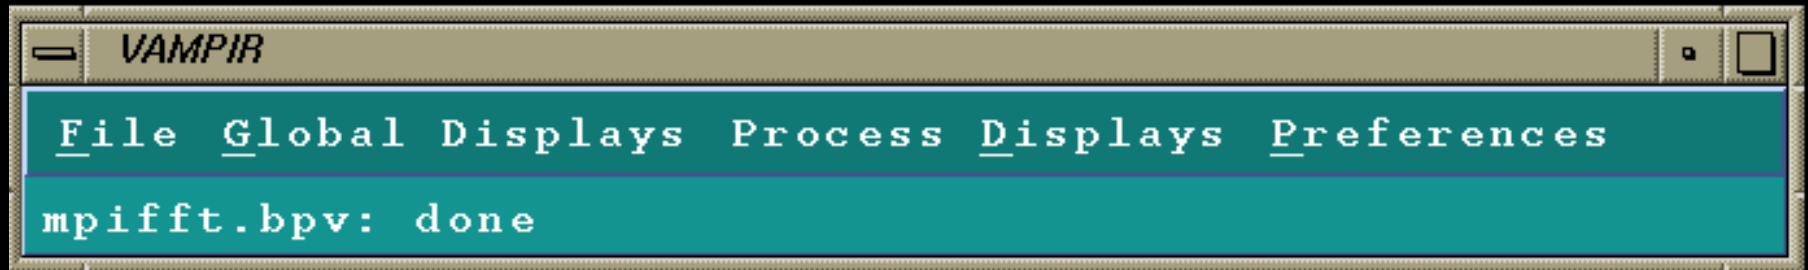 VAMPIR
File Global Displays Process Displays Preferences
mpifft.bpv: done